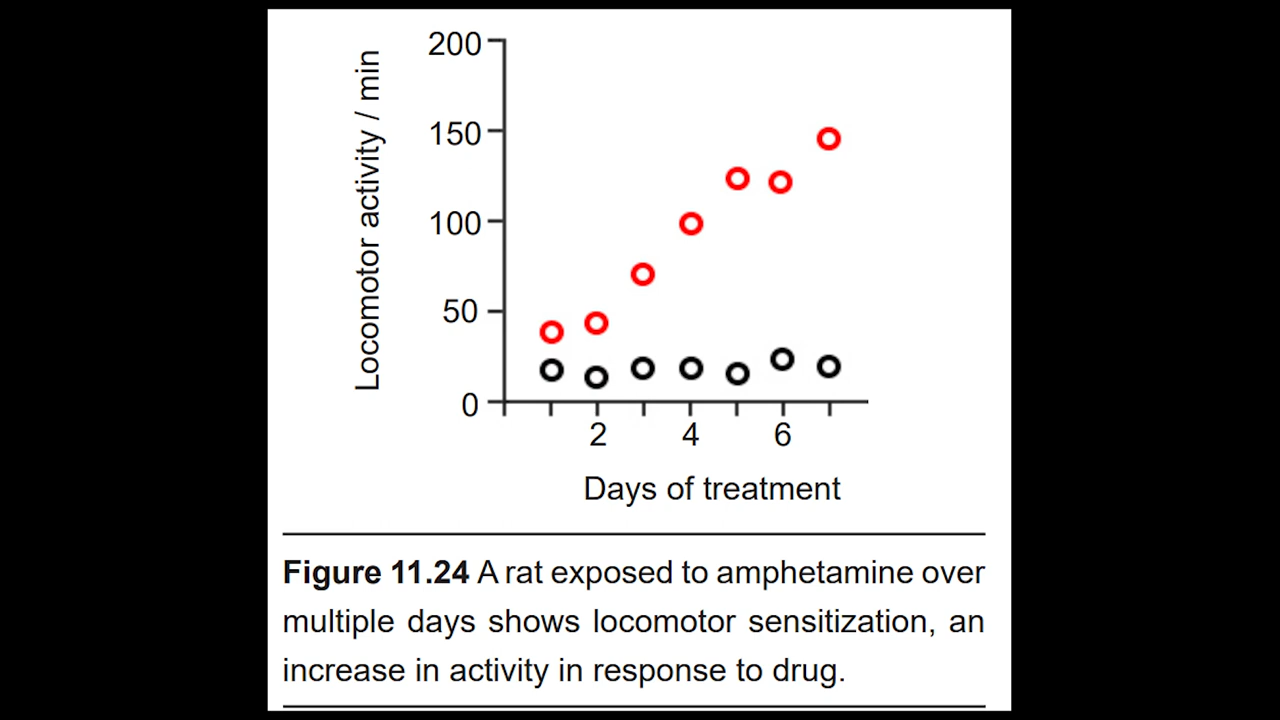 Locomotor activity / min
200
150
100
50
0
2 4 6
Days of treatment
Figure 11.24 A rat exposed to amphetamine over
multiple days shows locomotor sensitization, an
increase in activity in response to drug.